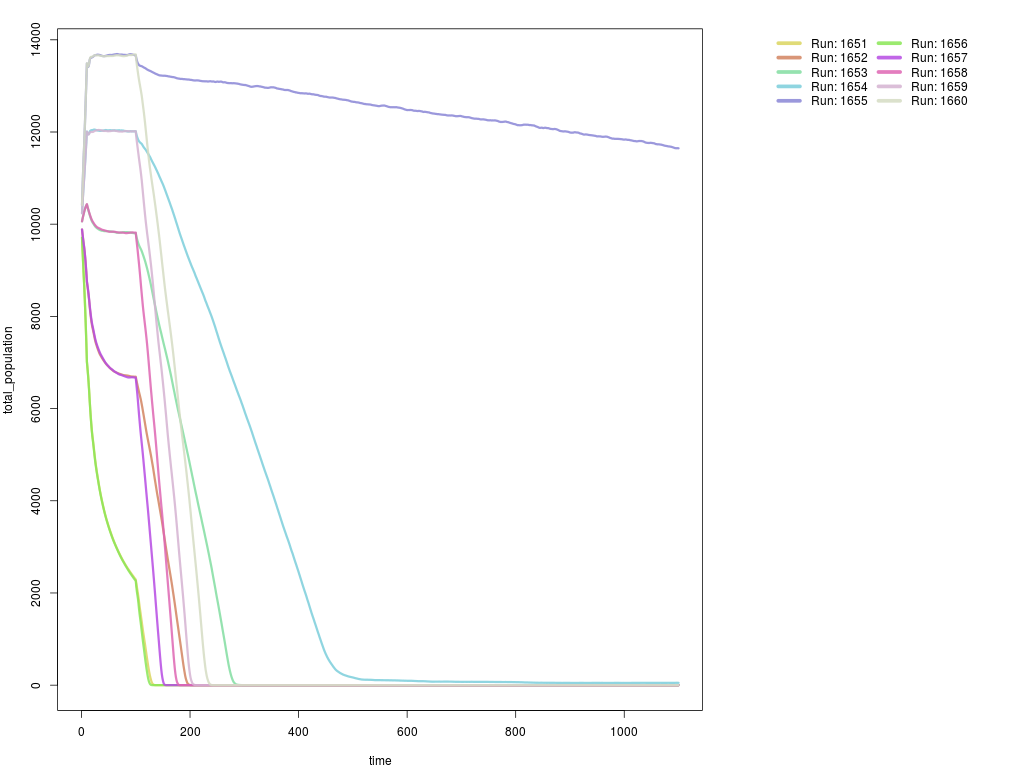 14000
12000
10000
8000
6000
4000
2000
0
total_population
0 200 400 600 800 1000
time
Run: 1651 Run: 1656
Run: 1652 Run: 1657
Run: 1653 Run: 1658
Run: 1654 Run: 1659
Run: 1655 Run: 1660